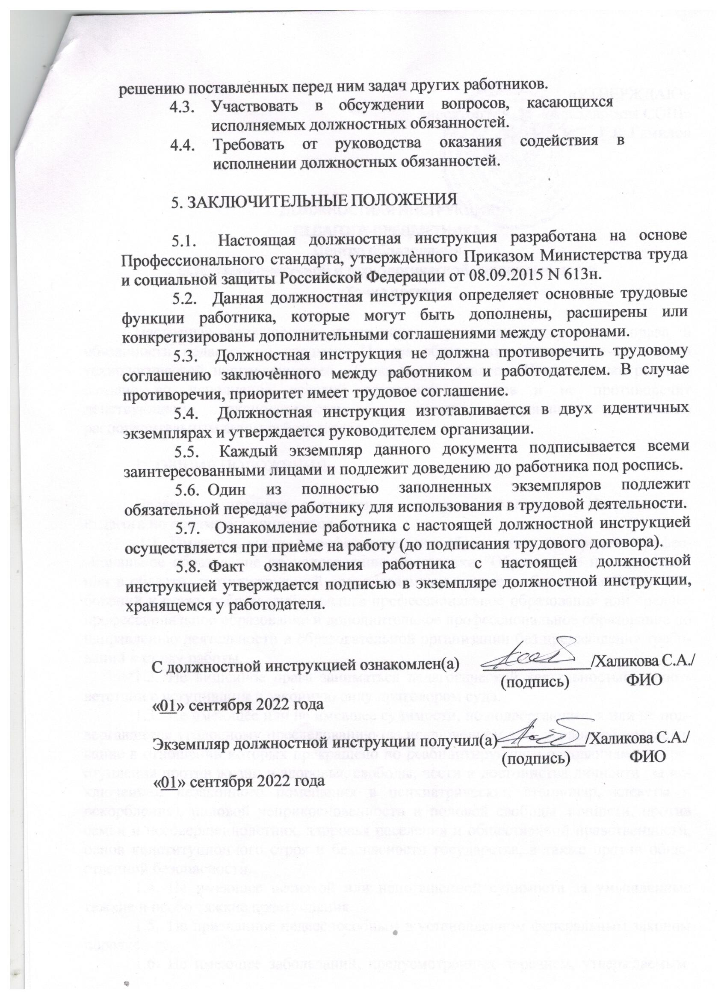 решению поставленных перед ним задач других работников.
4.3. Участвовать в обсуждении вопросов, касающихся
исполняемых должностных обязанностей.
4.4. Требовать от руководства оказания содействия в
исполнении должностных обязанностей.
5. ЗАКЛЮЧИТЕЛЬНЫЕ ПОЛОЖЕНИЯ
5.1. Настоящая должностная инструкция разработана на основе
Профессионального стандарта, утверждѐнного Приказом Министерства труда
и социальной защиты Российской Федерации от 08.09.2015 N 613н.
5.2. Данная должностная инструкция определяет основные трудовые
функции работника, которые могут быть дополнены, расширены или
конкретизированы дополнительными соглашениями между сторонами.
5.3. Должностная инструкция не должна противоречить трудовому
соглашению заключѐнного между работником и работодателем. В случае
противоречия, приоритет имеет трудовое соглашение.
5.4. Должностная инструкция изготавливается в двух идентичных
экземплярах и утверждается руководителем организации.
5.5. Каждый экземпляр данного документа подписывается всеми
заинтересованными лицами и подлежит доведению до работника под роспись.
5.6. Один из полностью заполненных экземпляров подлежит
обязательной передаче работнику для использования в трудовой деятельности.
5.7. Ознакомление работника с настоящей должностной инструкцией
осуществляется при приѐме на работу (до подписания трудового договора).
5.8. Факт ознакомления работника с настоящей должностной
инструкцией утверждается подписью в экземпляре должностной инструкции,
хранящемся у работодателя.
С должностной инструкцией ознакомлен(а) /Халикова С.А./
(подпись) ФИО
«01» сентября 2022 года
Экземпляр должностной инструкции получил(а) /Халикова С.А./
(подпись) ФИО
«01» сентября 2022 года